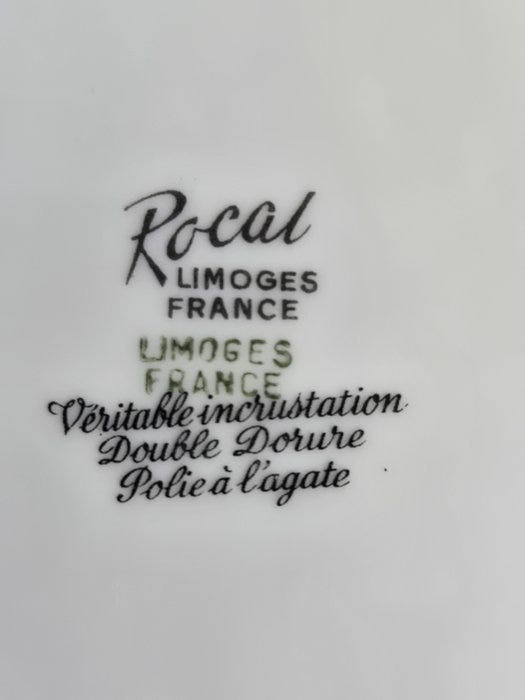 Rocal
LIMOGES
FRANCE
LIMOGES
FRANCE
Véritable incrustation
Double Dorure
Polie à l'agate